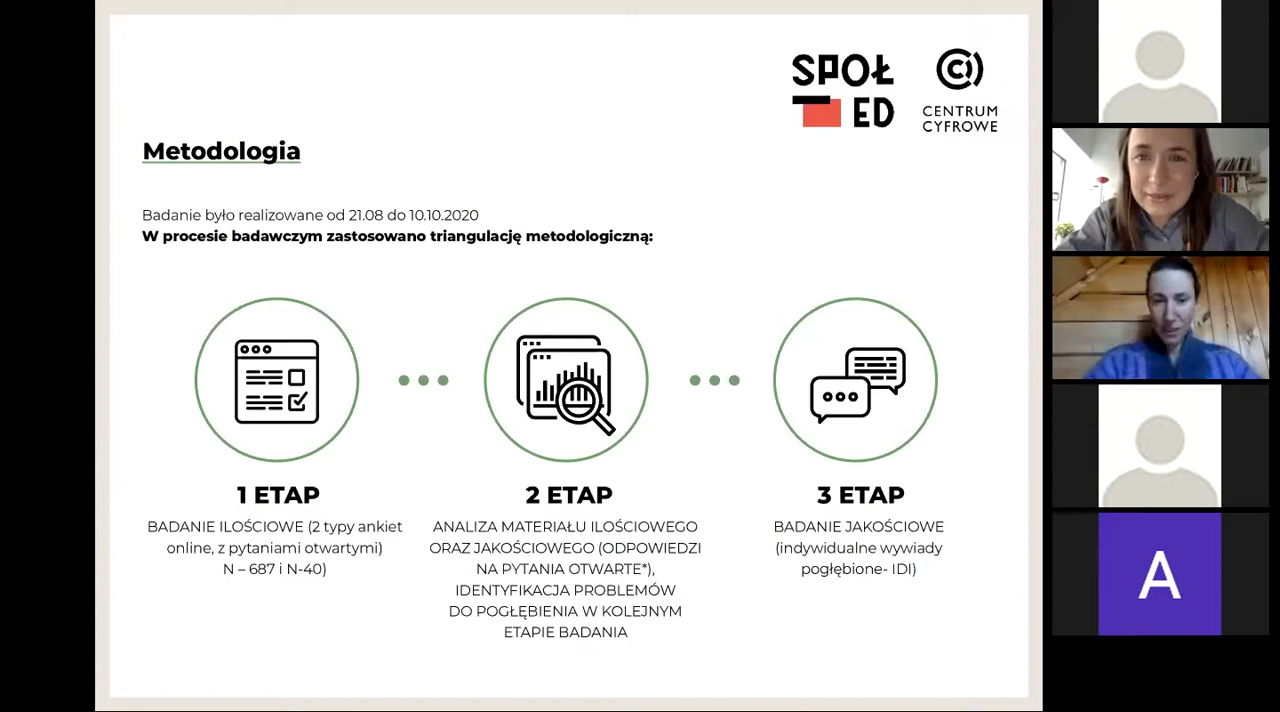 SPOŁ
ED
CENTRUM
CYFROWE
Metodologia
Badanie było realizowane od 21.08 do 10.10.2020
W procesie badawczym zastosowano triangulację metodologiczną:
1 ETAP
BADANIE ILOŚCIOWE (2 typy ankiet
online, z pytaniami otwartymi)
N – 687 i N-40)
2 ETAP
ANALIZA MATERIAŁU ILOŚCIOWEGO
ORAZ JAKOŚCIOWEGO (ODPOWIEDZI
NA PYTANIA OTWARTE*),
IDENTYFIKACJA PROBLEMÓW
DO POGŁĘBIENIA W KOLEJNYM
ETAPIE BADANIA
3 ETAP
BADANIE JAKOŚCIOWE
(indywidualne wywiady
pogłębione- IDI)
A